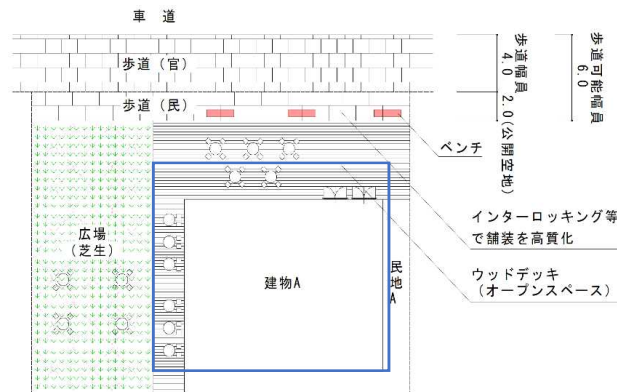 車 道
歩道（官）
歩道（民）
歩道幅員
4.0
2.0(公開空地)
歩道可能幅員
6.0
ベンチ
インターロッキング等
で舗装を高質化
ウッドデッキ
（オープンスペース）
広場
（芝生）
建物A
民地A